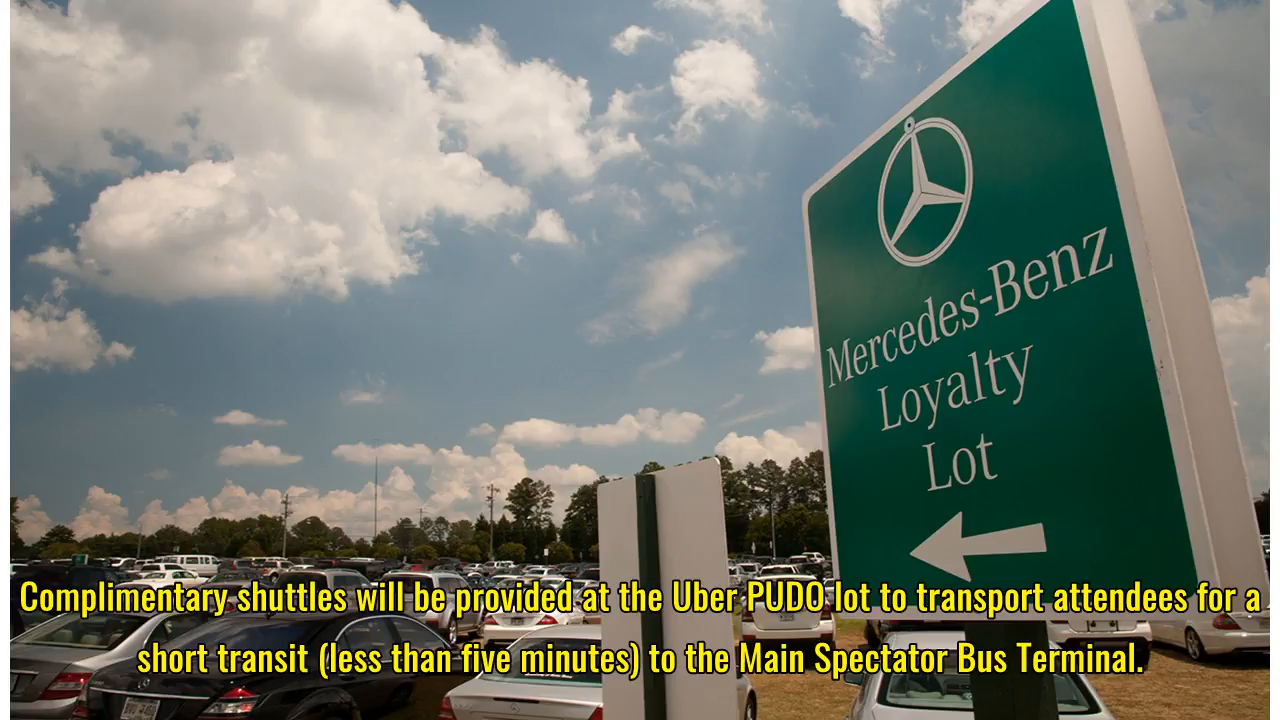 Mercedes-Benz
Loyalty
Lot
Complimentary shuttles will be provided at the Uber PUDO lot to transport attendees for a
short transit (less than five minutes) to the Main Spectator Bus Terminal.